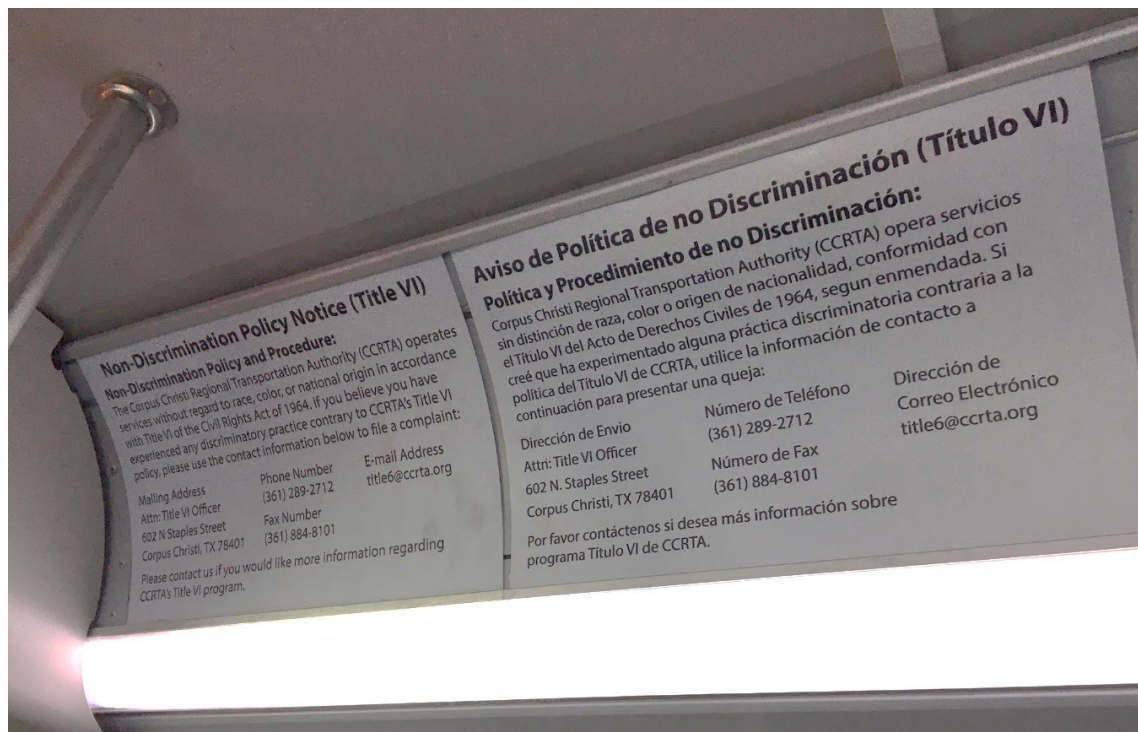 Non-Discrimination Policy Notice (Title VI)
Non-Discrimination Policy and Procedure:
The Corpus Christi Regional Transportation Authority (CCRTA) operates
services without regard to race, color, or national origin in accordance
with Title VI of the Civil Rights Act of 1964. If you believe you have
experienced any discriminatory practice contrary to CCRTA's Title VI
policy, please use the contact information below to file a complaint:
Mailing Address
Attn: Title VI Officer
602 N Staples Street
Corpus Christi, TX 78401
Phone Number
(361) 289-2712
Fax Number
(361) 884-8101
E-mail Address
title6@ccrta.org
Please contact us if you would like more information regarding
CCRTA's Title VI program.
Aviso de Política de no Discriminación (Título VI)
Política y Procedimiento de no Discriminación:
Corpus Christi Regional Transportation Authority (CCRTA) opera servicios
sin distinción de raza, color o origen de nacionalidad, conformidad con
el Título VI del Acto de Derechos Civiles de 1964, segun enmendada. Si
creé que ha experimentado alguna práctica discriminatoria contraria a la
política del Título VI de CCRTA, utilice la información de contacto a
continuación para presentar una queja:
Dirección de Envio
Attn: Title VI Officer
602 N. Staples Street
Corpus Christi, TX 78401
Número de Teléfono
(361) 289-2712
Número de Fax
(361) 884-8101
Dirección de
Correo Electrónico
title6@ccrta.org
Por favor contáctenos si desea más información sobre
programa Título VI de CCRTA.